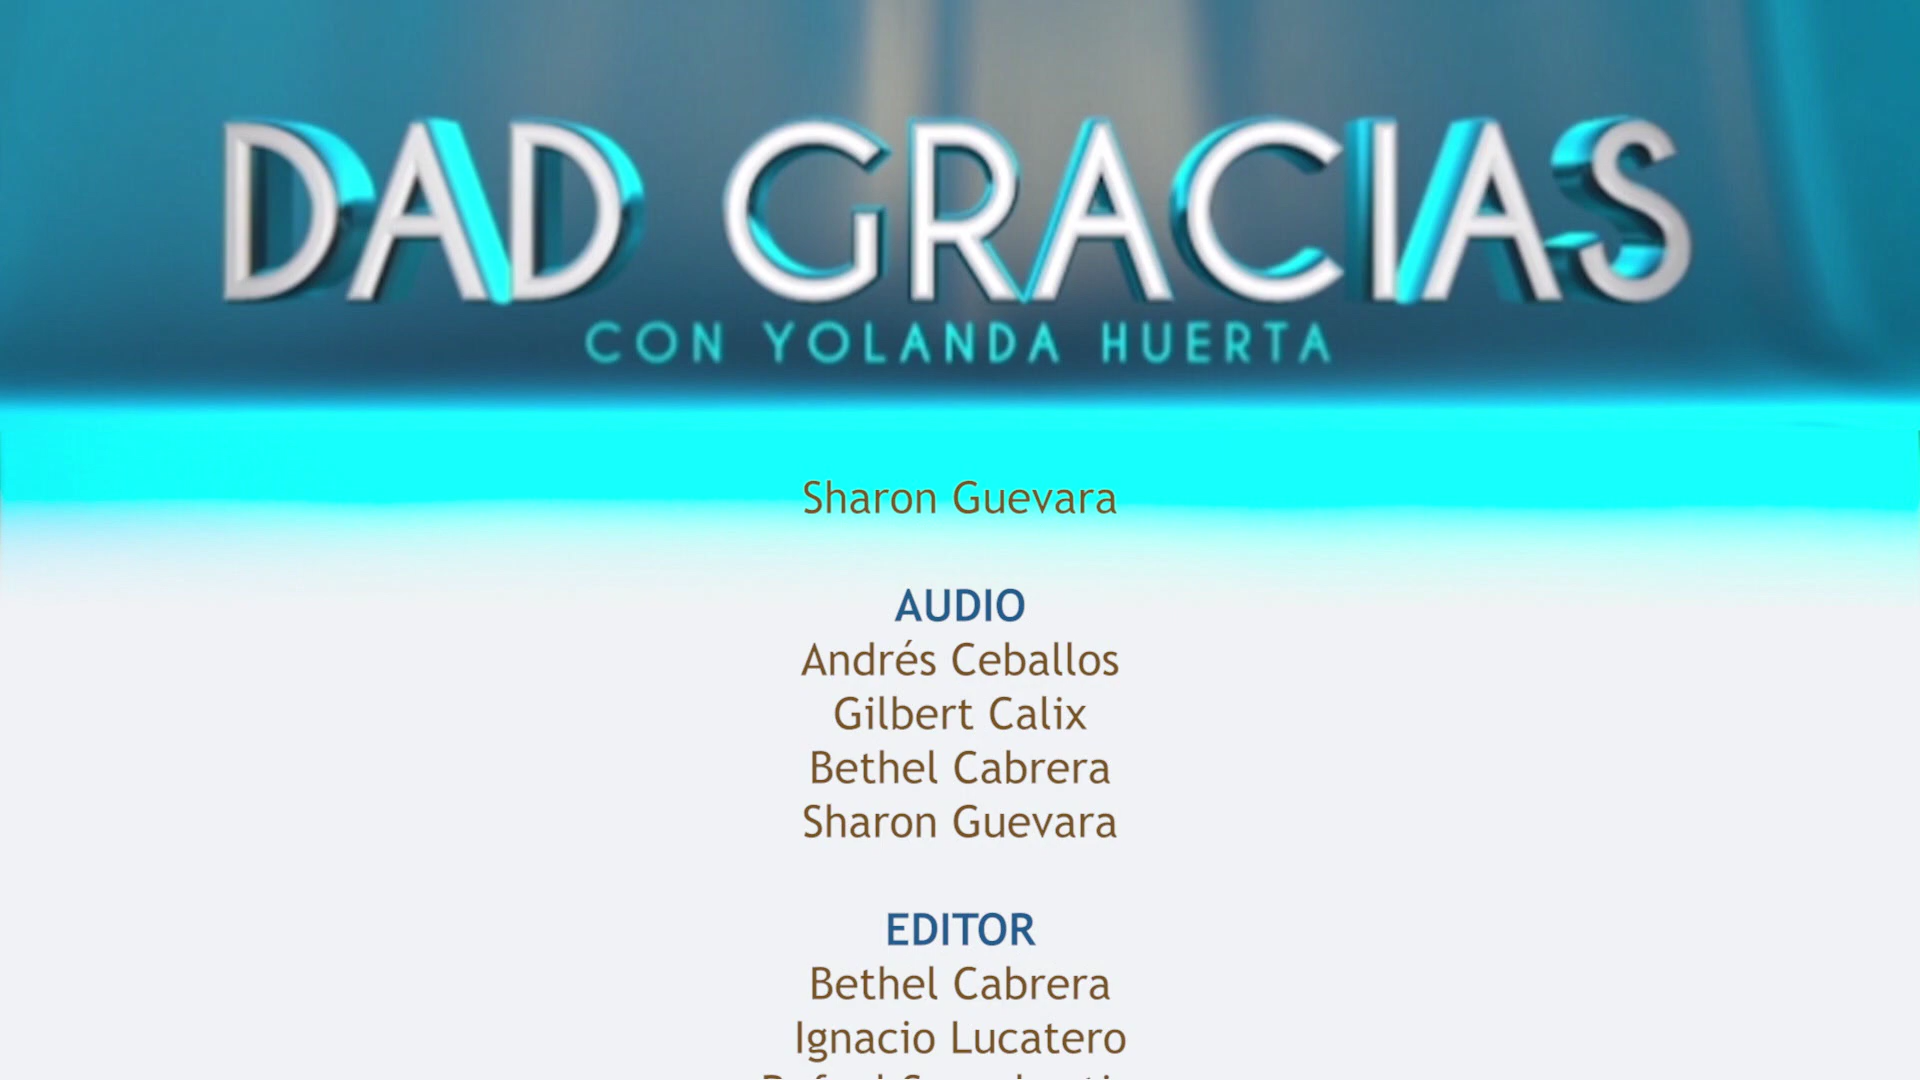 DAD GRACIAS
CON YOLANDA HUERTA
Sharon Guevara
AUDIO
Andrés Ceballos
Gilbert Calix
Bethel Cabrera
Sharon Guevara
EDITOR
Bethel Cabrera
Ignacio Lucatero